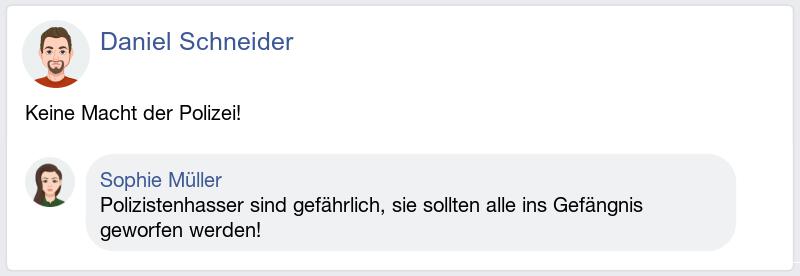 Daniel Schneider
Keine Macht der Polizei!
Sophie Müller
Polizistenhasser sind gefährlich, sie sollten alle ins Gefängnis
geworfen werden!